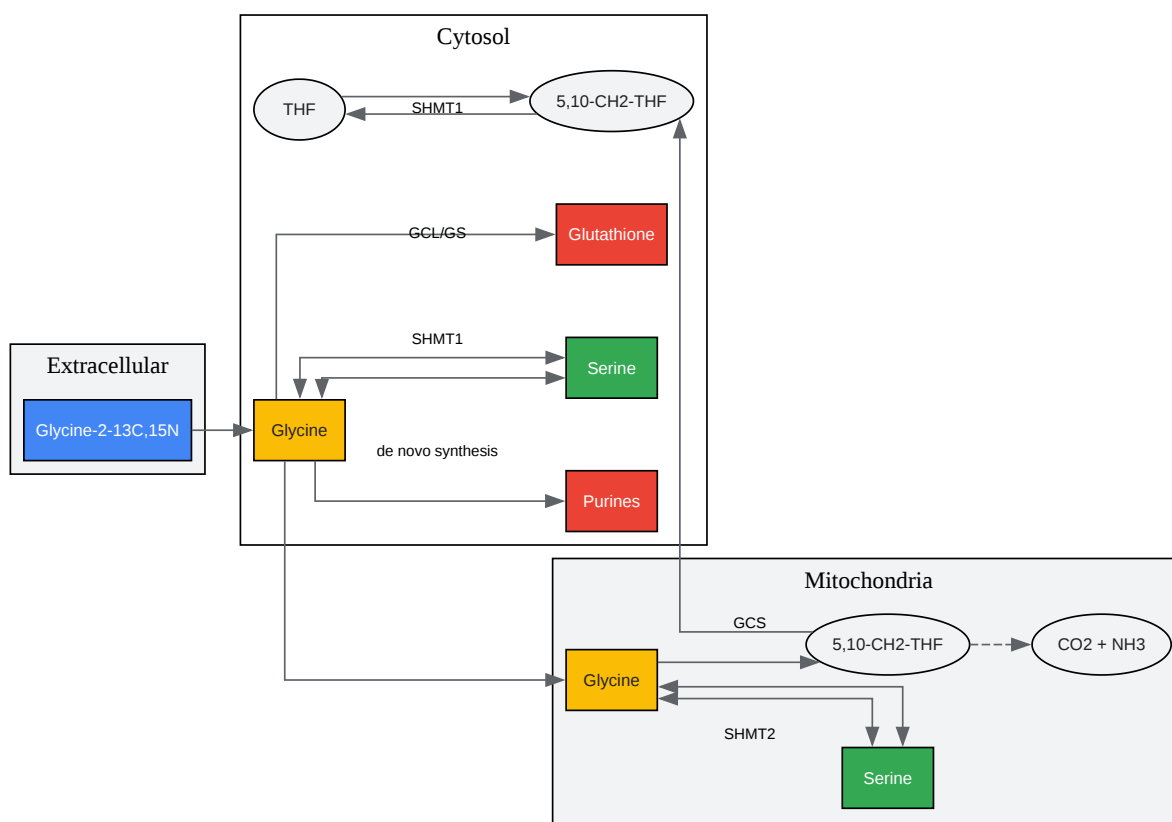 Cytosol
THF
SHMT1
5,10-CH2-THF
GCL/GS
Glutathione
SHMT1
Serine
Extracellular
Glycine-2-13C,15N
Glycine
de novo synthesis
Purines
Mitochondria
GCS
5,10-CH2-THF
CO2 + NH3
Glycine
SHMT2
Serine